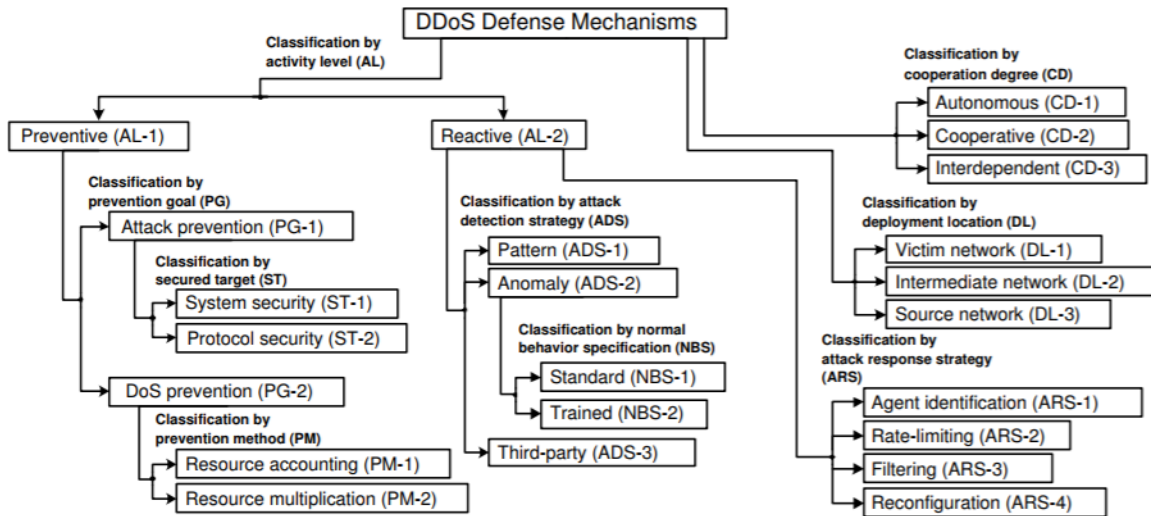 DDoS Defense Mechanisms
Classification by
activity level (AL)
Preventive (AL-1)
Classification by
prevention goal (PG)
Attack prevention (PG-1)
Classification by
secured target (ST)
System security (ST-1)
Protocol security (ST-2)
DoS prevention (PG-2)
Classification by
prevention method (PM)
Resource accounting (PM-1)
Resource multiplication (PM-2)
Reactive (AL-2)
Classification by attack
detection strategy (ADS)
Pattern (ADS-1)
Anomaly (ADS-2)
Classification by normal
behavior specification (NBS)
Standard (NBS-1)
Trained (NBS-2)
Third-party (ADS-3)
Classification by
cooperation degree (CD)
Autonomous (CD-1)
Cooperative (CD-2)
Interdependent (CD-3)
Classification by
deployment location (DL)
Victim network (DL-1)
Intermediate network (DL-2)
Source network (DL-3)
Classification by
attack response strategy
(ARS)
Agent identification (ARS-1)
Rate-limiting (ARS-2)
Filtering (ARS-3)
Reconfiguration (ARS-4)